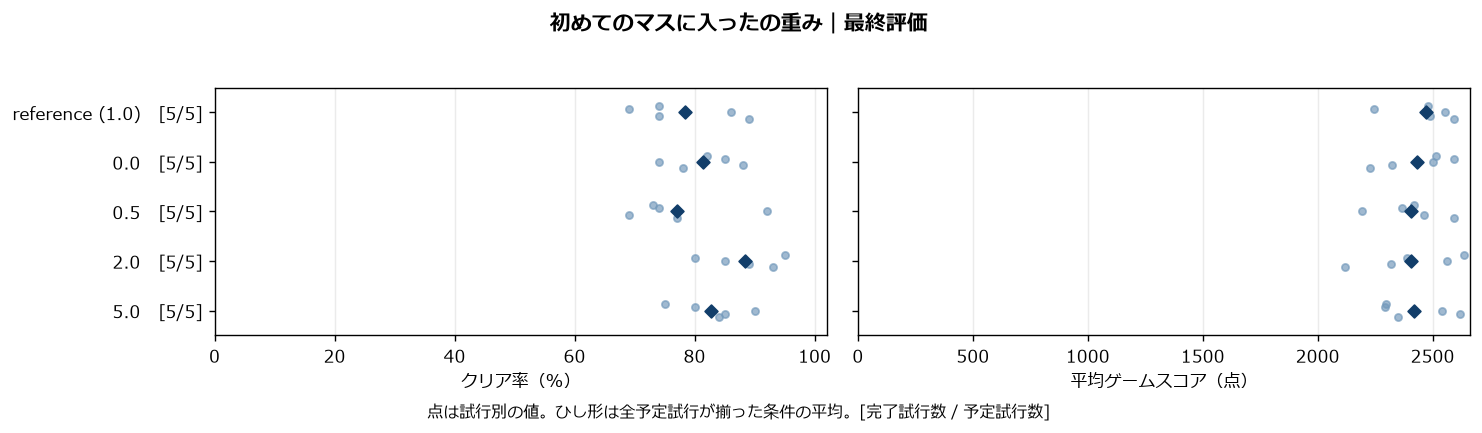 初めてのマスに入ったの重み｜最終評価
reference (1.0) [5/5]
0.0 [5/5]
0.5 [5/5]
2.0 [5/5]
5.0 [5/5]
0 20 40 60 80 100
クリア率（%）
0 500 1000 1500 2000 2500
平均ゲームスコア（点）
点は試行別の値。ひし形は全予定試行が揃った条件の平均。[完了試行数 / 予定試行数]